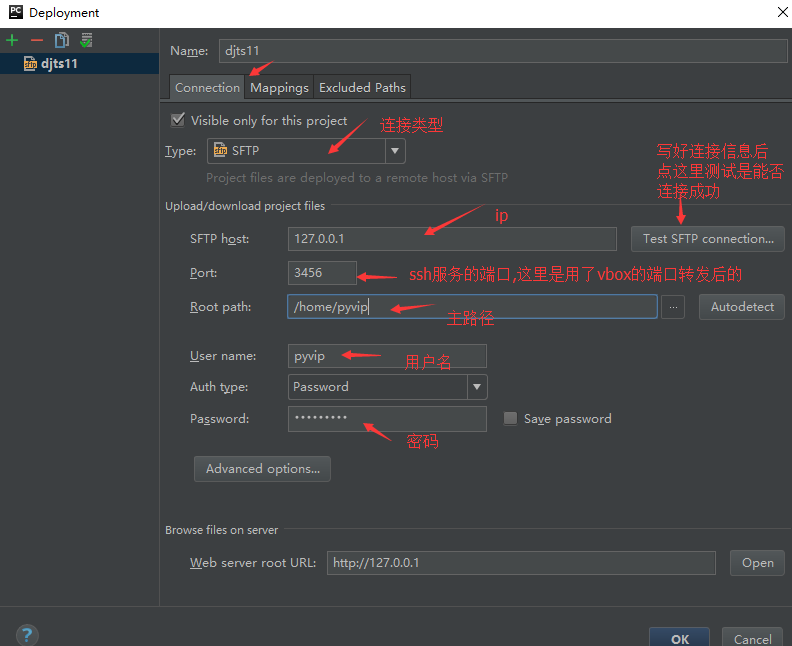 PC Deployment
Name: djts11
SFTP djts11
Connection Mappings Excluded Paths
Visible only for this project
连接类型
Type: SFTP SFTP
Project files are deployed to a remote host via SFTP
写好连接信息后
点这里测试是能否
连接成功
Upload/download project files
ip
SFTP host: 127.0.0.1 Test SFTP connection...
Port: 3456
ssh服务的端口,这里是用了vbox的端口转发后的
Root path: /home/pyvip ... Autodetect
主路径
User name: pyvip
用户名
Auth type: Password
Password: ••••••••• Save password
密码
Advanced options...
Browse files on server
Web server root URL: http://127.0.0.1 Open
? OK Cancel